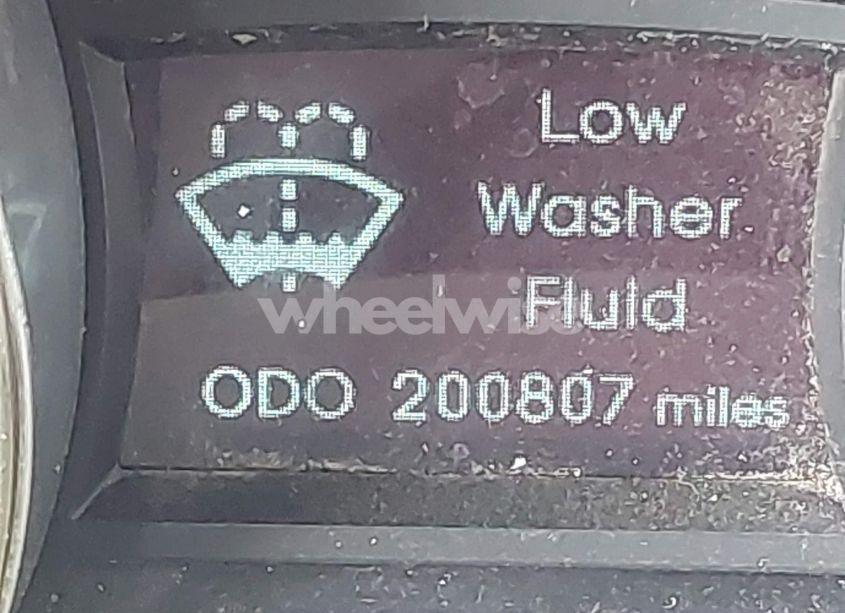 Low
Washer
Fluid
wheelwise
ODO 200807 miles